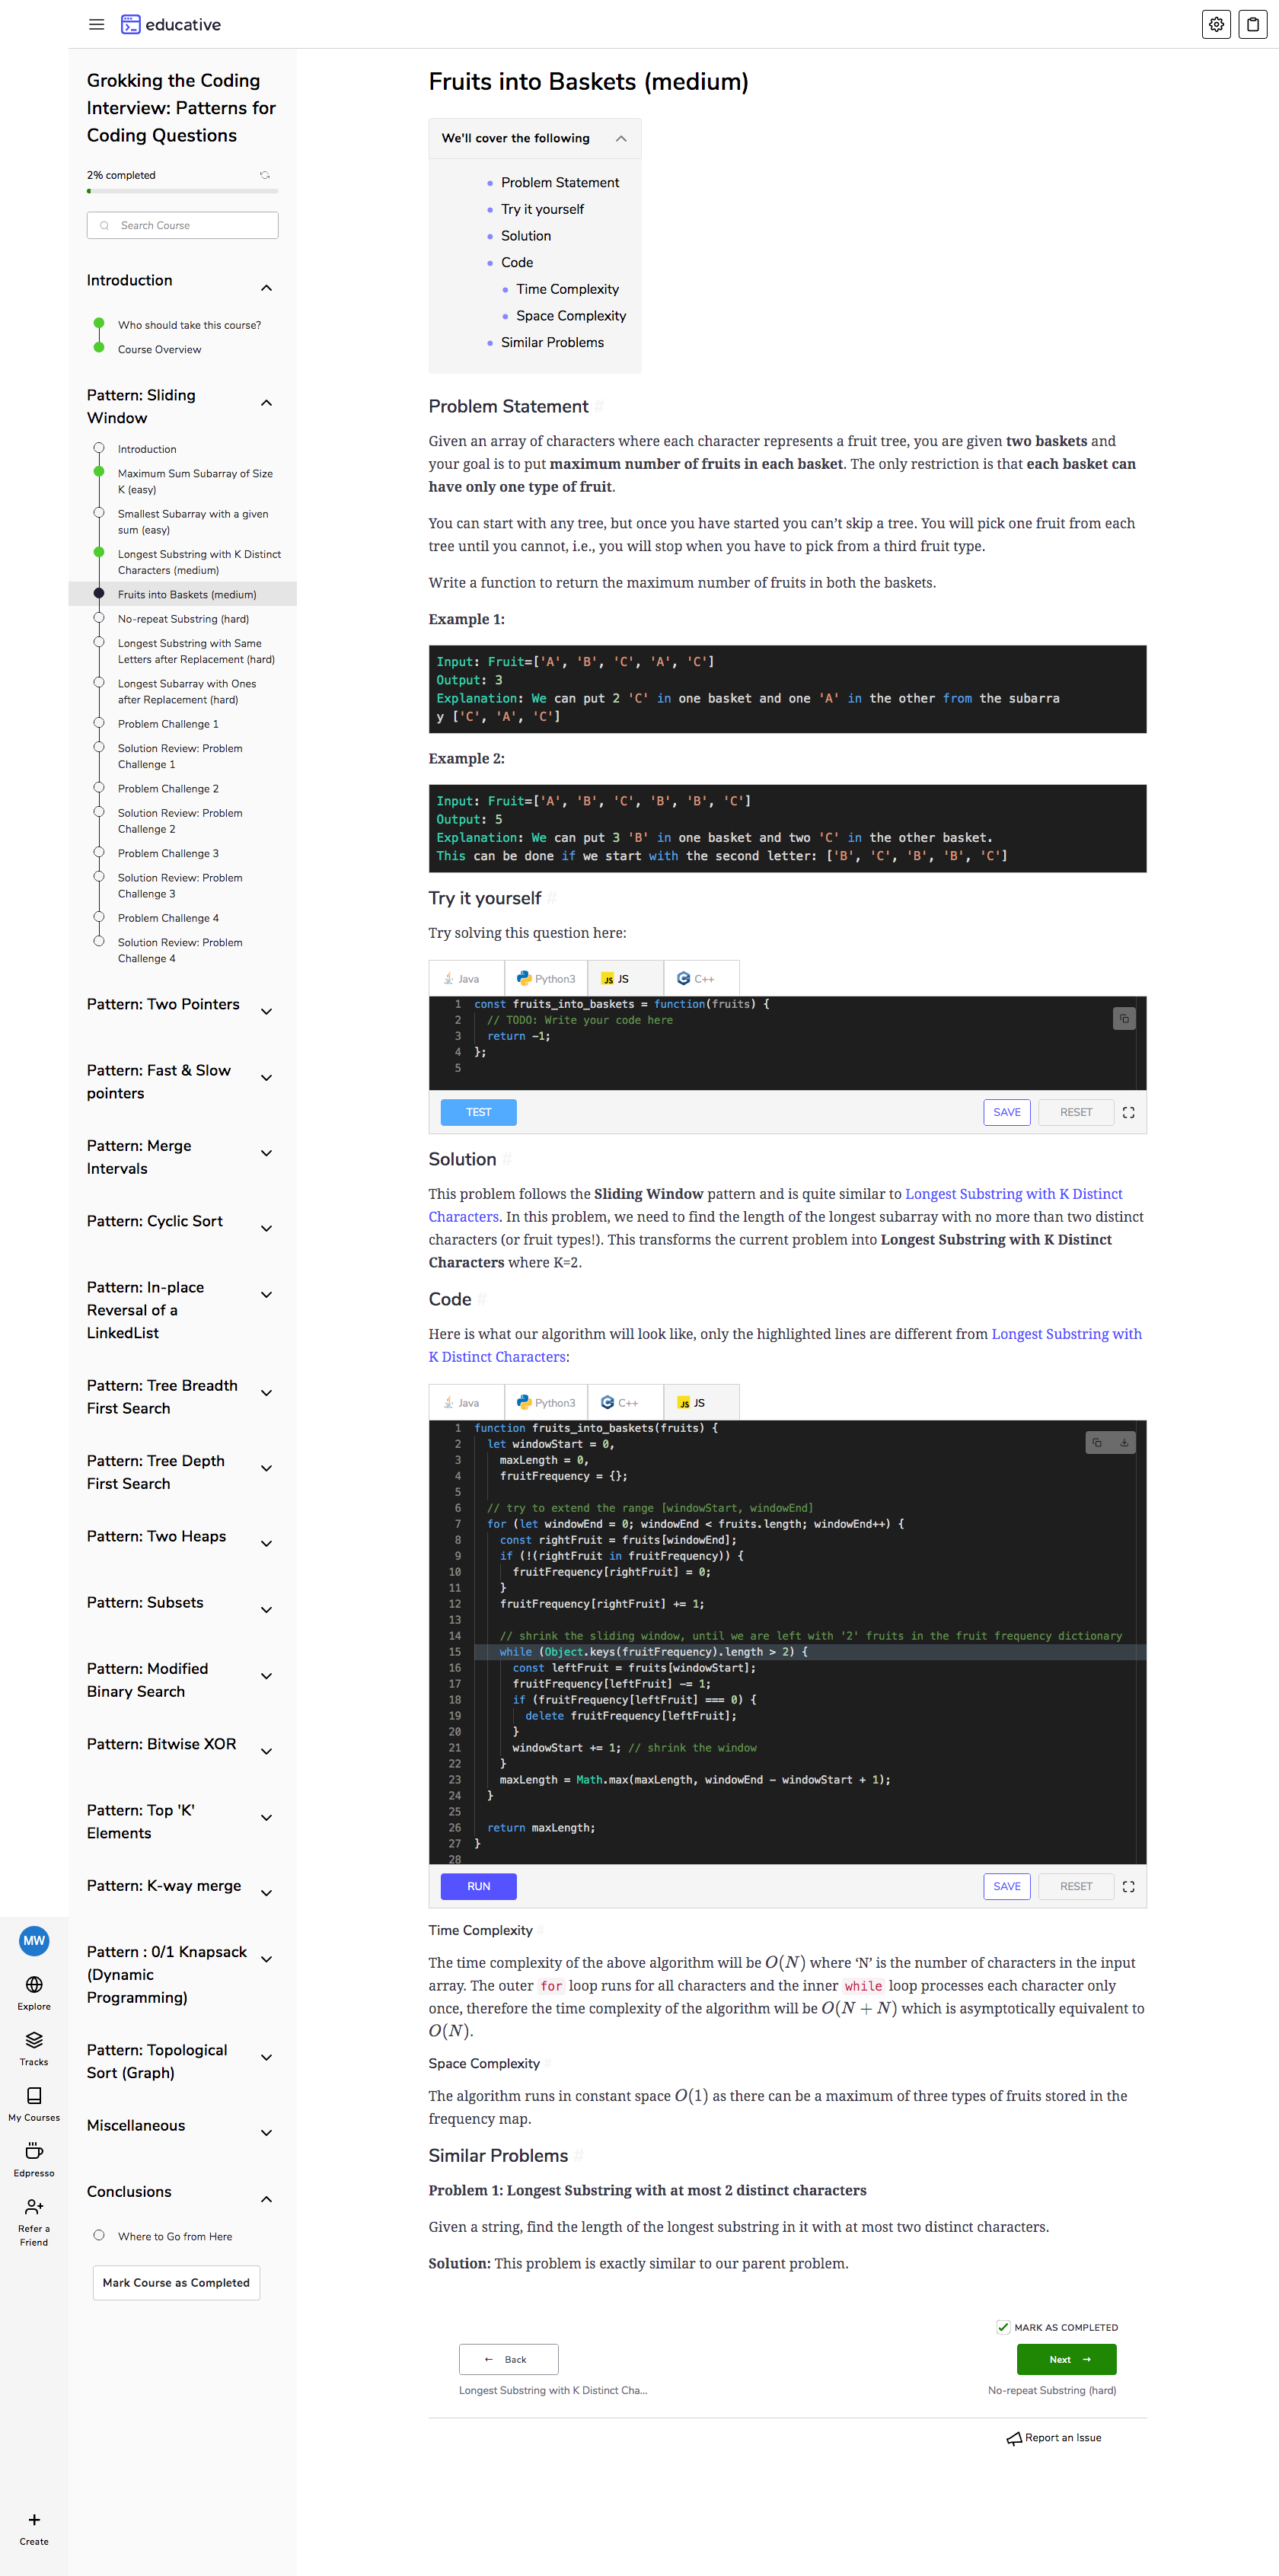 educative
Grokking the Coding
Interview: Patterns for
Coding Questions
2% completed
Search Course
Introduction
Who should take this course?
Course Overview
Pattern: Sliding
Window
Introduction
Maximum Sum Subarray of Size
K (easy)
Smallest Subarray with a given
sum (easy)
Longest Substring with K Distinct
Characters (medium)
Fruits into Baskets (medium)
No-repeat Substring (hard)
Longest Substring with Same
Letters after Replacement (hard)
Longest Subarray with Ones
after Replacement (hard)
Problem Challenge 1
Solution Review: Problem
Challenge 1
Problem Challenge 2
Solution Review: Problem
Challenge 2
Problem Challenge 3
Solution Review: Problem
Challenge 3
Problem Challenge 4
Solution Review: Problem
Challenge 4
Pattern: Two Pointers
Pattern: Fast & Slow
pointers
Pattern: Merge
Intervals
Pattern: Cyclic Sort
Pattern: In-place
Reversal of a
LinkedList
Pattern: Tree Breadth
First Search
Pattern: Tree Depth
First Search
Pattern: Two Heaps
Pattern: Subsets
Pattern: Modified
Binary Search
Pattern: Bitwise XOR
Pattern: Top 'K'
Elements
Pattern: K-way merge
Pattern : 0/1 Knapsack
(Dynamic
Programming)
Pattern: Topological
Sort (Graph)
Miscellaneous
Conclusions
Where to Go from Here
Mark Course as Completed
MW
Explore
Tracks
My Courses
Edpresso
Refer a
Friend
Create
Fruits into Baskets (medium)
We'll cover the following
Problem Statement
Try it yourself
Solution
Code
Time Complexity
Space Complexity
Similar Problems
Problem Statement #
Given an array of characters where each character represents a fruit tree, you are given two baskets and
your goal is to put maximum number of fruits in each basket. The only restriction is that each basket can
have only one type of fruit.
You can start with any tree, but once you have started you can’t skip a tree. You will pick one fruit from each
tree until you cannot, i.e., you will stop when you have to pick from a third fruit type.
Write a function to return the maximum number of fruits in both the baskets.
Example 1:
Input: Fruit=['A', 'B', 'C', 'A', 'C']
Output: 3
Explanation: We can put 2 'C' in one basket and one 'A' in the other from the subarra
y ['C', 'A', 'C']
Example 2:
Input: Fruit=['A', 'B', 'C', 'B', 'B', 'C']
Output: 5
Explanation: We can put 3 'B' in one basket and two 'C' in the other basket.
This can be done if we start with the second letter: ['B', 'C', 'B', 'B', 'C']
Try it yourself #
Try solving this question here:
Java Python3 JS JS C++
1 const fruits_into_baskets = function(fruits) {
2 // TODO: Write your code here
3 return -1;
4 };
5
TEST SAVE RESET
Solution #
This problem follows the Sliding Window pattern and is quite similar to Longest Substring with K Distinct
Characters. In this problem, we need to find the length of the longest subarray with no more than two distinct
characters (or fruit types!). This transforms the current problem into Longest Substring with K Distinct
Characters where K=2.
Code #
Here is what our algorithm will look like, only the highlighted lines are different from Longest Substring with
K Distinct Characters:
Java Python3 C++ JS JS
1 function fruits_into_baskets(fruits) {
2 let windowStart = 0,
3 maxLength = 0,
4 fruitFrequency = {};
5
6 // try to extend the range [windowStart, windowEnd]
7 for (let windowEnd = 0; windowEnd < fruits.length; windowEnd++) {
8 const rightFruit = fruits[windowEnd];
9 if (!(rightFruit in fruitFrequency)) {
10 fruitFrequency[rightFruit] = 0;
11 }
12 fruitFrequency[rightFruit] += 1;
13
14 // shrink the sliding window, until we are left with '2' fruits in the fruit frequency dictionary
15 while (Object.keys(fruitFrequency).length > 2) {
16 const leftFruit = fruits[windowStart];
17 fruitFrequency[leftFruit] -= 1;
18 if (fruitFrequency[leftFruit] === 0) {
19 delete fruitFrequency[leftFruit];
20 }
21 windowStart += 1; // shrink the window
22 }
23 maxLength = Math.max(maxLength, windowEnd - windowStart + 1);
24 }
25
26 return maxLength;
27 }
28
RUN SAVE RESET
Time Complexity #
The time complexity of the above algorithm will be O(N) where ‘N’ is the number of characters in the input
array. The outer for loop runs for all characters and the inner while loop processes each character only
once, therefore the time complexity of the algorithm will be O(N + N) which is asymptotically equivalent to
O(N).
Space Complexity #
The algorithm runs in constant space O(1) as there can be a maximum of three types of fruits stored in the
frequency map.
Similar Problems #
Problem 1: Longest Substring with at most 2 distinct characters
Given a string, find the length of the longest substring in it with at most two distinct characters.
Solution: This problem is exactly similar to our parent problem.
MARK AS COMPLETED
← Back
Next →
Longest Substring with K Distinct Cha...
No-repeat Substring (hard)
Report an Issue